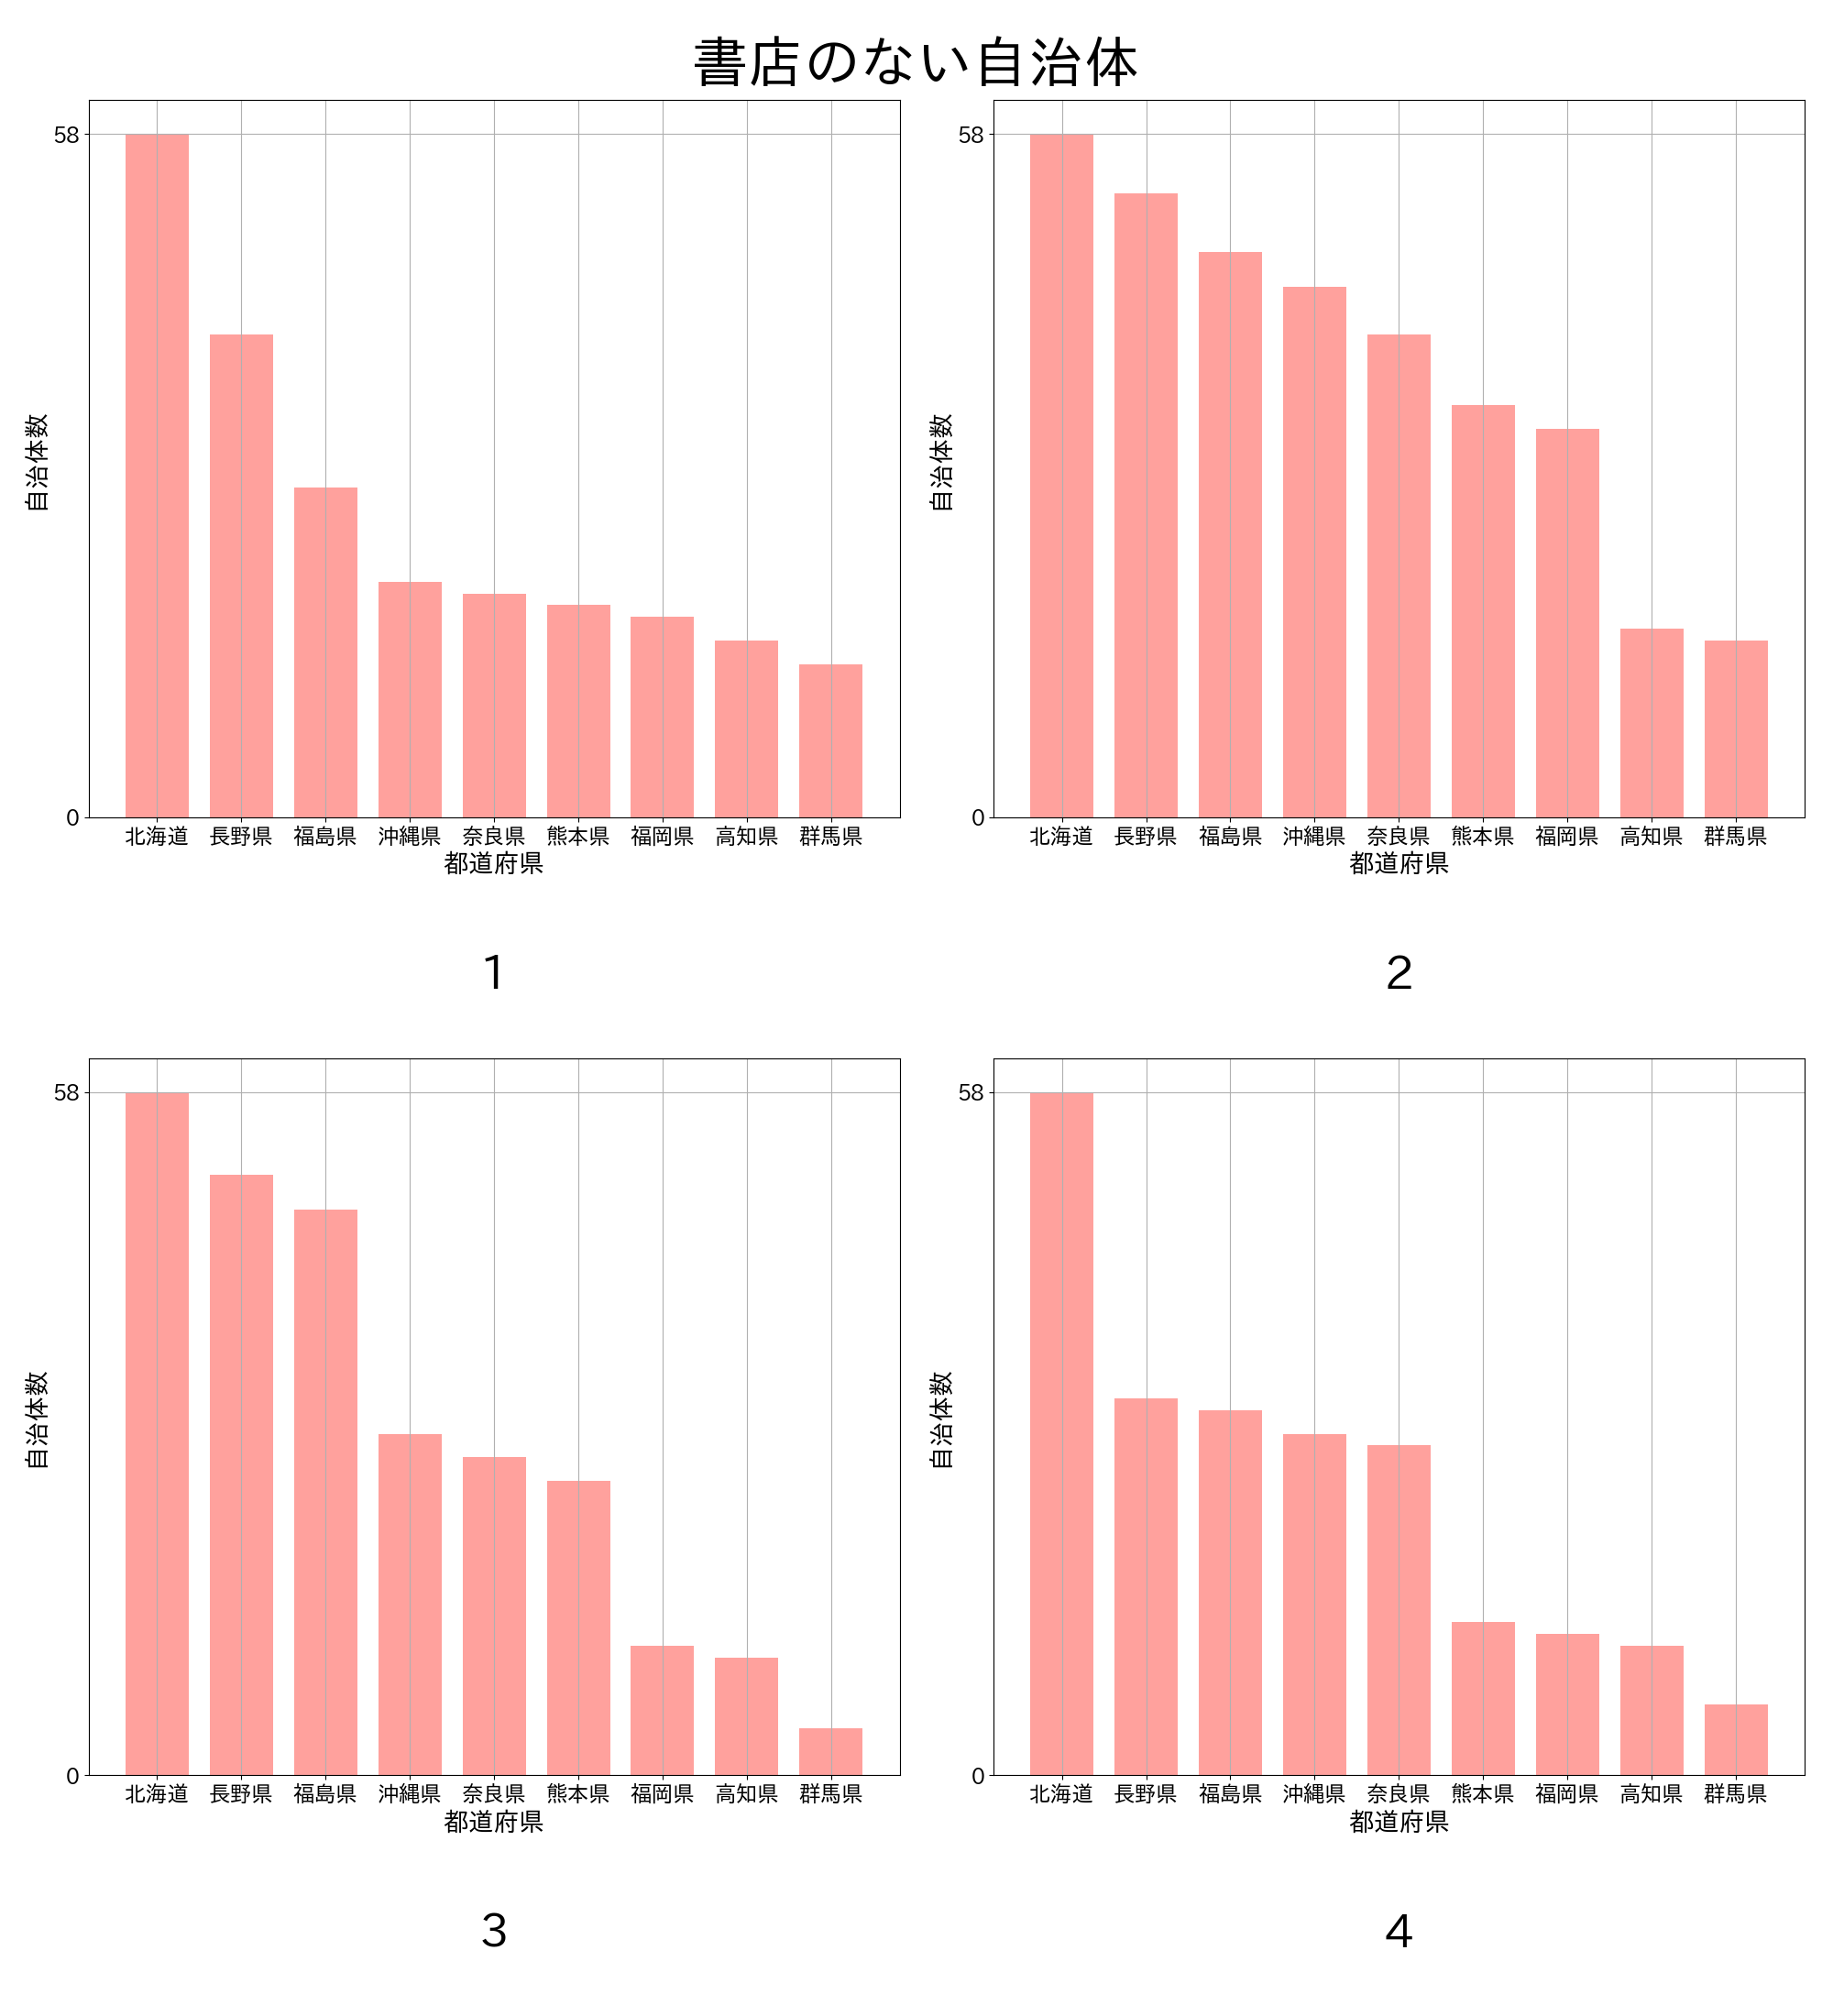 書店のない自治体
58
0
自治体数
北海道 長野県 福島県 沖縄県 奈良県 熊本県 福岡県 高知県 群馬県
都道府県
1
58
0
自治体数
北海道 長野県 福島県 沖縄県 奈良県 熊本県 福岡県 高知県 群馬県
都道府県
2
58
0
自治体数
北海道 長野県 福島県 沖縄県 奈良県 熊本県 福岡県 高知県 群馬県
都道府県
3
58
0
自治体数
北海道 長野県 福島県 沖縄県 奈良県 熊本県 福岡県 高知県 群馬県
都道府県
4